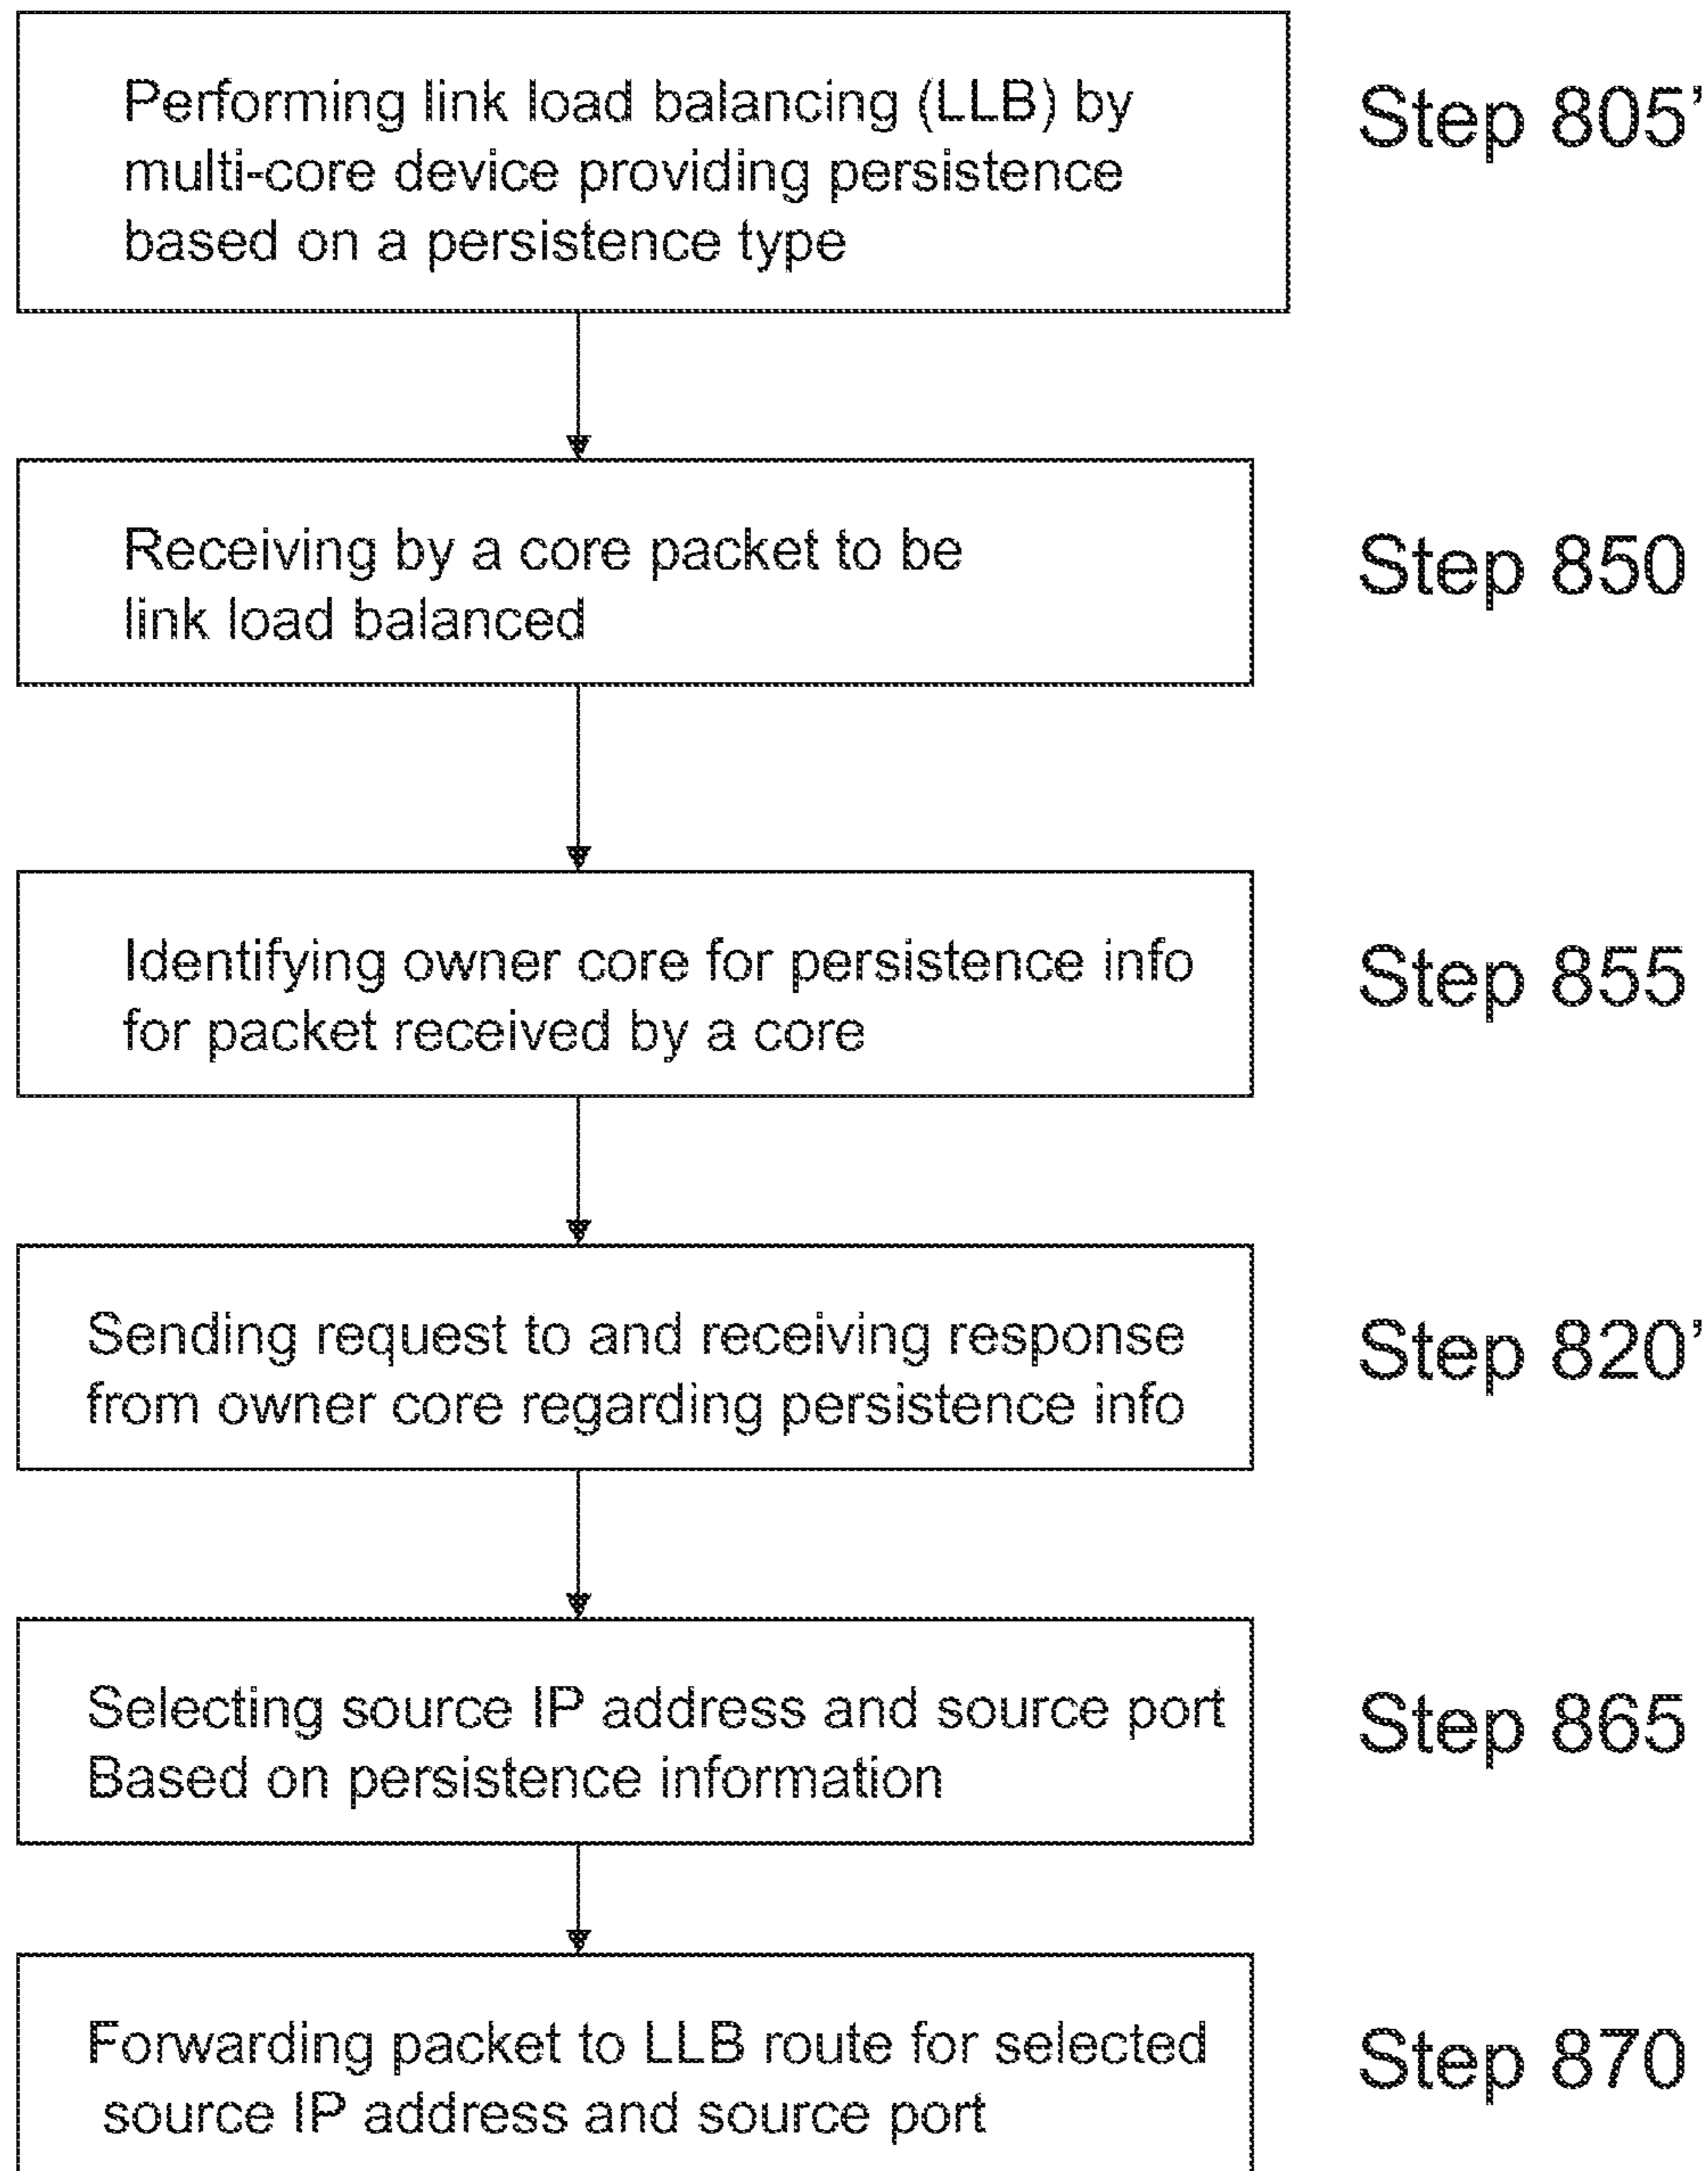 Performing link load balancing (LLB) by
multi-core device providing persistence
based on a persistence type
Step 805'
Receiving by a core packet to be
link load balanced
Step 850
Identifying owner core for persistence info
for packet received by a core
Step 855
Sending request to and receiving response
from owner core regarding persistence info
Step 820'
Selecting source IP address and source port
Based on persistence information
Step 865
Forwarding packet to LLB route for selected
source IP address and source port
Step 870